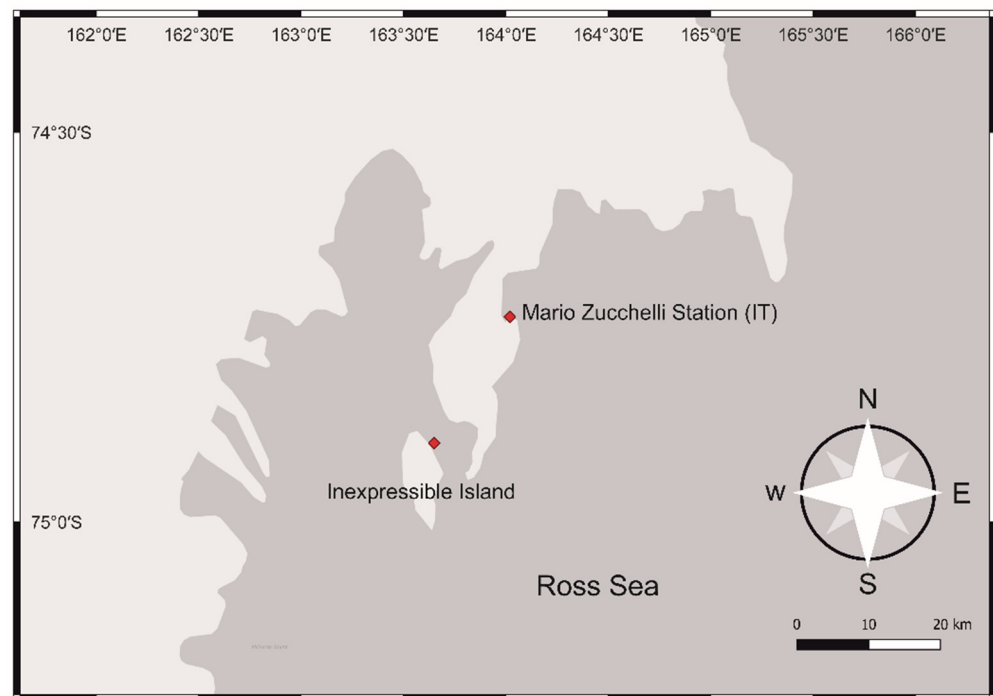 162°0'E 162°30'E 163°0'E 163°30'E 164°0'E 164°30'E 165°0'E 165°30'E 166°0'E
74°30'S
Mario Zucchelli Station (IT)
N
W E
Inexpressible Island
75°0'S
S
Ross Sea
0 10 20 km